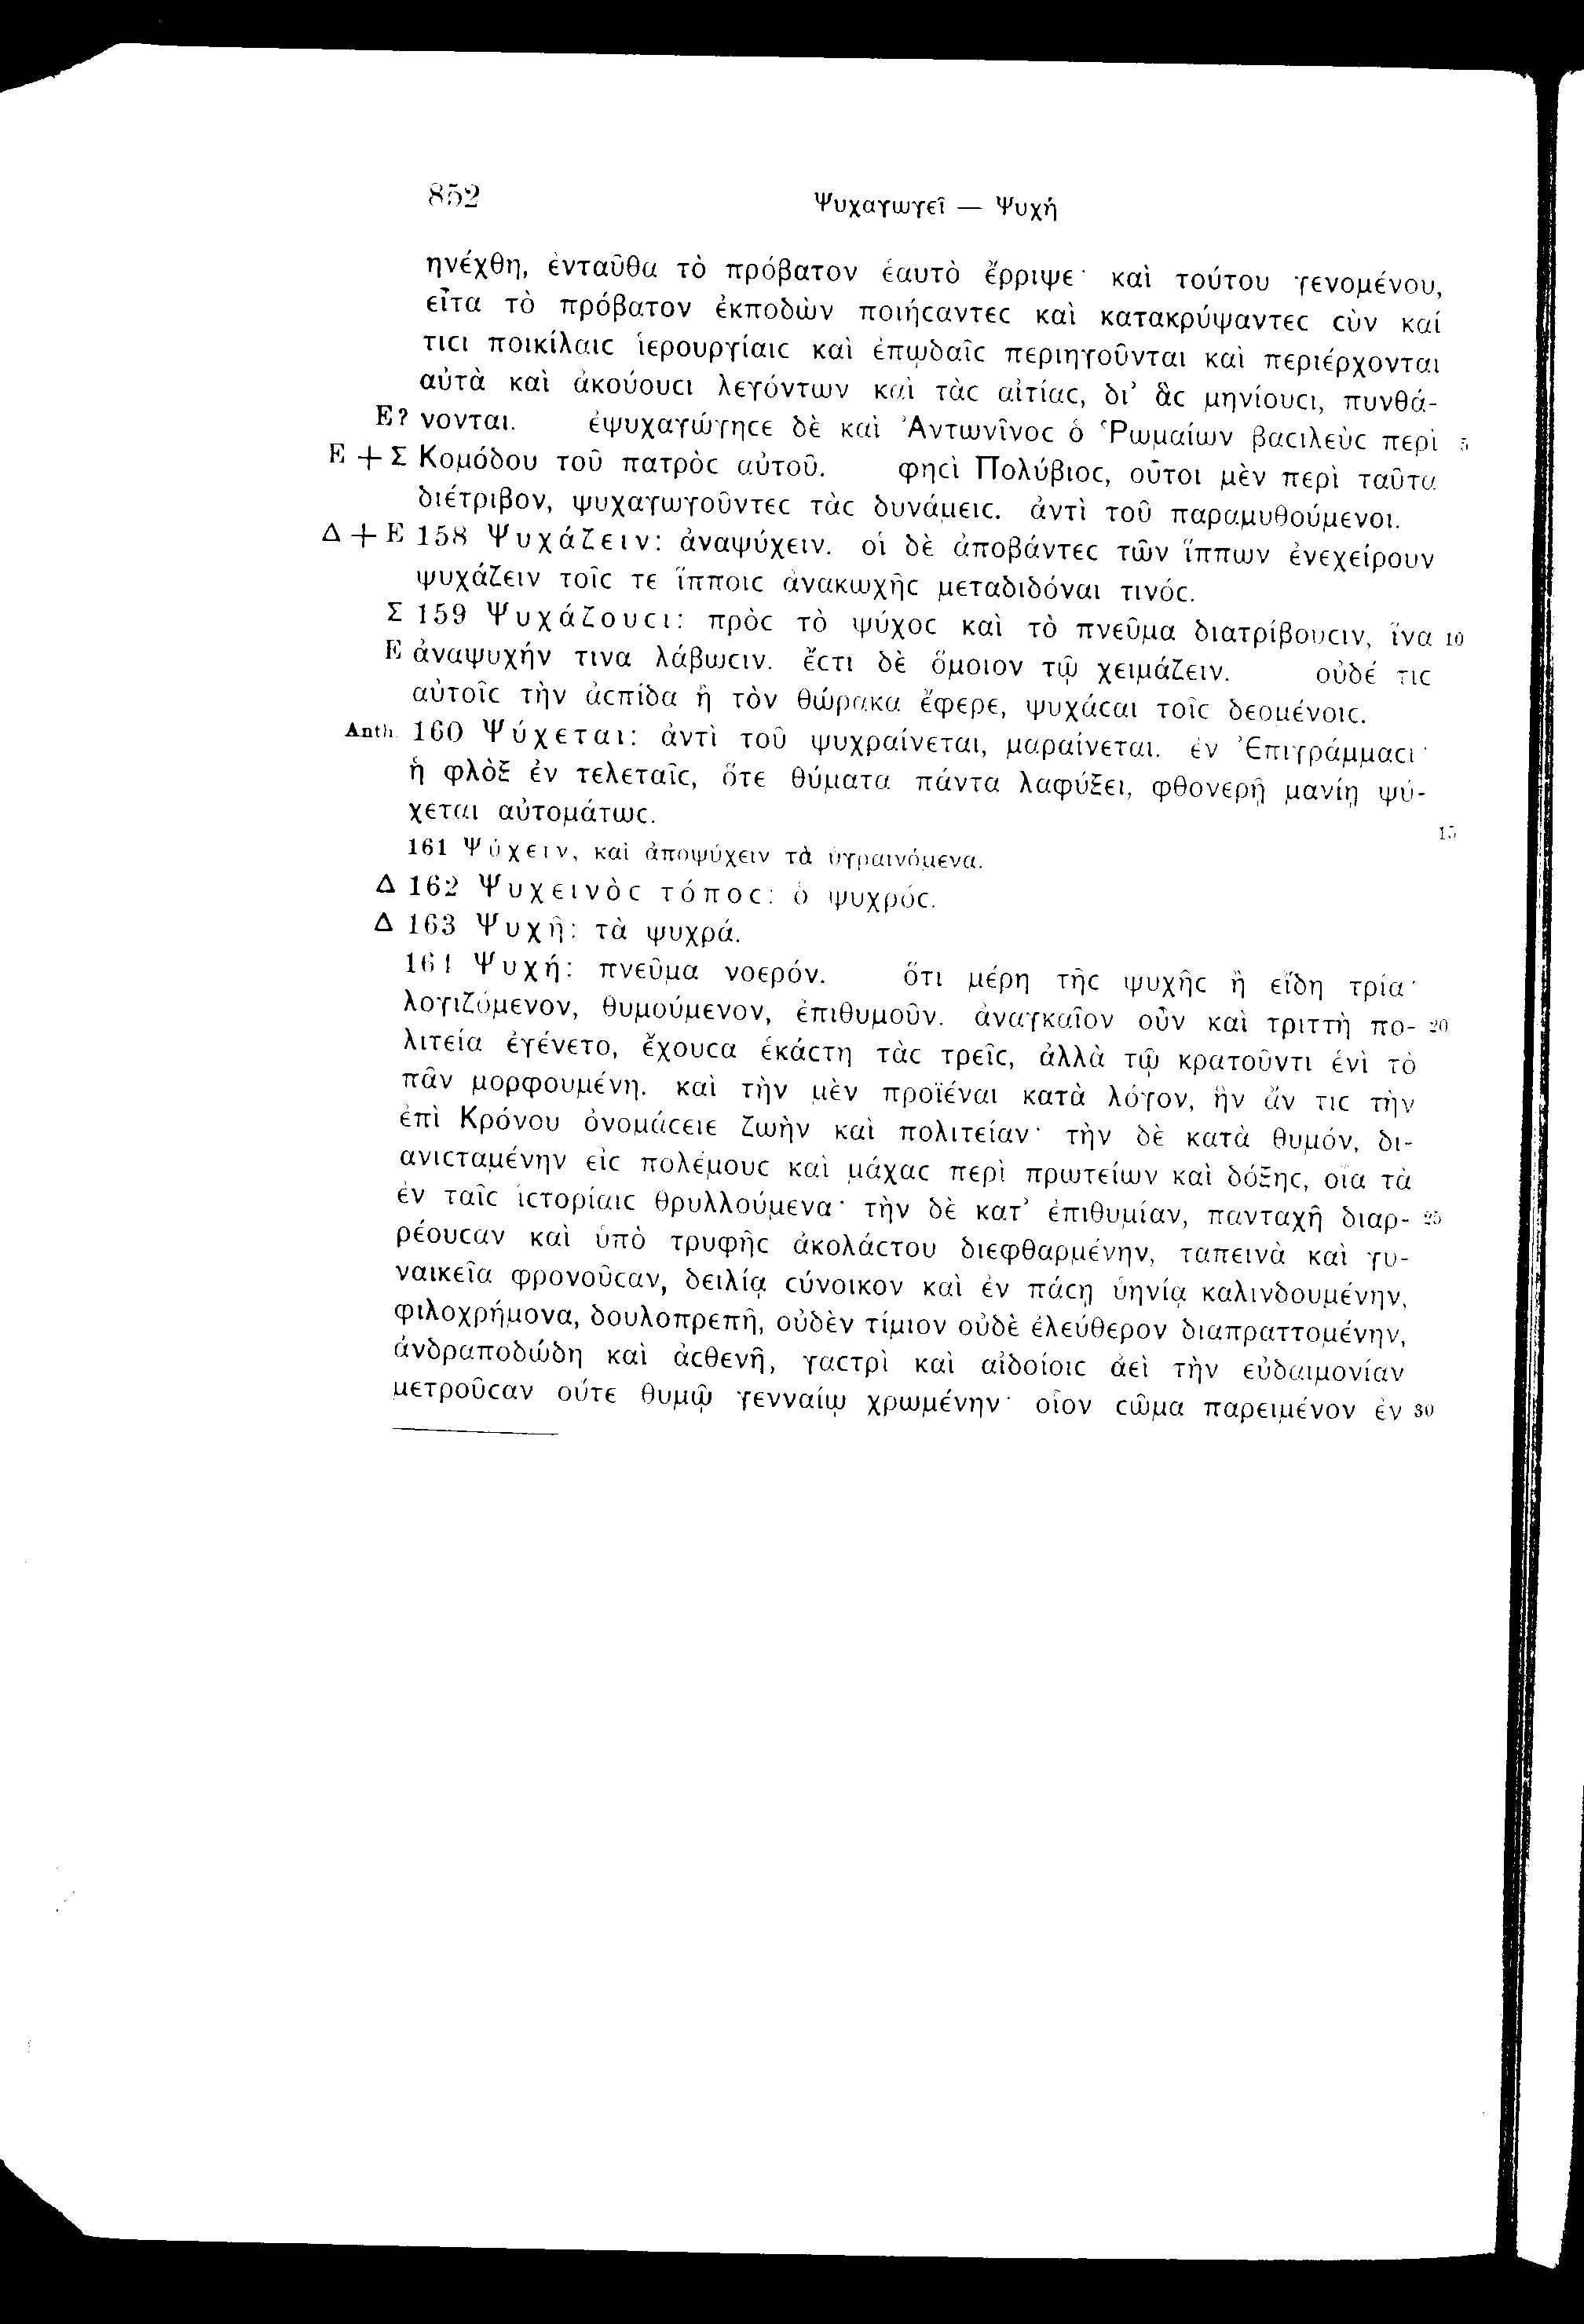 852 Ψυχαγωγεῖ — Ψυχή
ηνέχθη, ἐνταῦθα τὸ πρόβατον ἑαυτὸ ἔρριψε· καὶ τούτου γενομένου,
εἶτα τὸ πρόβατον ἐκποδὼν ποιήϲαντεϲ καὶ κατακρύψαντεϲ ϲὺν καί
τιϲι ποικίλαιϲ ἱερουργίαιϲ καὶ ἐπῳδαῖϲ περιηγοῦνται καὶ περιέρχονται
αὐτὰ καὶ ἀκούουϲι λεγόντων καὶ τὰϲ αἰτίαϲ, δι’ ἃϲ μηνίουϲι, πυνθά-
E? νονται. ἐψυχαγώγηϲε δὲ καὶ Ἀντωνῖνοϲ ὁ Ῥωμαίων βαϲιλεὺϲ περὶ 5
E + Σ Κομόδου τοῦ πατρὸϲ αὐτοῦ. φηϲὶ Πολύβιοϲ, οὗτοι μὲν περὶ ταῦτα
διέτριβον, ψυχαγωγοῦντεϲ τὰϲ δυνάμειϲ. ἀντὶ τοῦ παραμυθούμενοι.
Δ + E 158 Ψυχάζειν: ἀναψύχειν. οἱ δὲ ἀποβάντεϲ τῶν ἵππων ἐνεχείρουν
ψυχάζειν τοῖϲ τε ἵπποιϲ ἀνακωχῆϲ μεταδιδόναι τινόϲ.
Σ 159 Ψυχάζουϲι: πρὸϲ τὸ ψύχοϲ καὶ τὸ πνεῦμα διατρίβουϲιν, ἵνα 10
E ἀναψυχήν τινα λάβωϲιν. ἔϲτι δὲ ὅμοιον τῷ χειμάζειν. οὐδέ τιϲ
αὐτοῖϲ τὴν ἀϲπίδα ἢ τὸν θώρακα ἔφερε, ψυχάϲαι τοῖϲ δεομένοιϲ.
Anth. 160 Ψύχεται: ἀντὶ τοῦ ψυχραίνεται, μαραίνεται. ἐν Ἐπιγράμμαϲι·
ἡ φλὸξ ἐν τελεταῖϲ, ὅτε θύματα πάντα λαφύξει, φθονερῇ μανίῃ ψύ-
χεται αὐτομάτωϲ. 15
161 Ψύχειν, καὶ ἀποψύχειν τὰ ὑγραινόμενα.
Δ 162 Ψυχεινὸϲ τόποϲ: ὁ ψυχρόϲ.
Δ 163 Ψυχῆ: τὰ ψυχρά.
164 Ψυχή: πνεῦμα νοερόν. ὅτι μέρη τῆϲ ψυχῆϲ ἢ εἴδη τρία·
λογιζόμενον, θυμούμενον, ἐπιθυμοῦν. ἀναγκαῖον οὖν καὶ τριττὴ πο- 20
λιτεία ἐγένετο, ἔχουϲα ἑκάϲτη τὰϲ τρεῖϲ, ἀλλὰ τῷ κρατοῦντι ἑνὶ τὸ
πᾶν μορφουμένη. καὶ τὴν μὲν προϊέναι κατὰ λόγον, ἣν ἄν τιϲ τὴν
ἐπὶ Κρόνου ὀνομάϲειε ζωὴν καὶ πολιτείαν· τὴν δὲ κατὰ θυμόν, δι-
ανιϲταμένην εἰϲ πολέμουϲ καὶ μάχαϲ περὶ πρωτείων καὶ δόξηϲ, οἷα τὰ
ἐν ταῖϲ ἱϲτορίαιϲ θρυλλούμενα· τὴν δὲ κατ’ ἐπιθυμίαν, πανταχῆ διαρ- 25
ρέουϲαν καὶ ὑπὸ τρυφῆϲ ἀκολάϲτου διεφθαρμένην, ταπεινὰ καὶ γυ-
ναικεῖα φρονοῦϲαν, δειλίᾳ ϲύνοικον καὶ ἐν πάϲῃ ὑηνίᾳ καλινδουμένην,
φιλοχρήμονα, δουλοπρεπῆ, οὐδὲν τίμιον οὐδὲ ἐλεύθερον διαπραττομένην,
ἀνδραποδώδη καὶ ἀϲθενῆ, γαϲτρὶ καὶ αἰδοίοιϲ ἀεὶ τὴν εὐδαιμονίαν
μετροῦϲαν οὔτε θυμῷ γενναίῳ χρωμένην· οἷον ϲῶμα παρειμένον ἐν 30